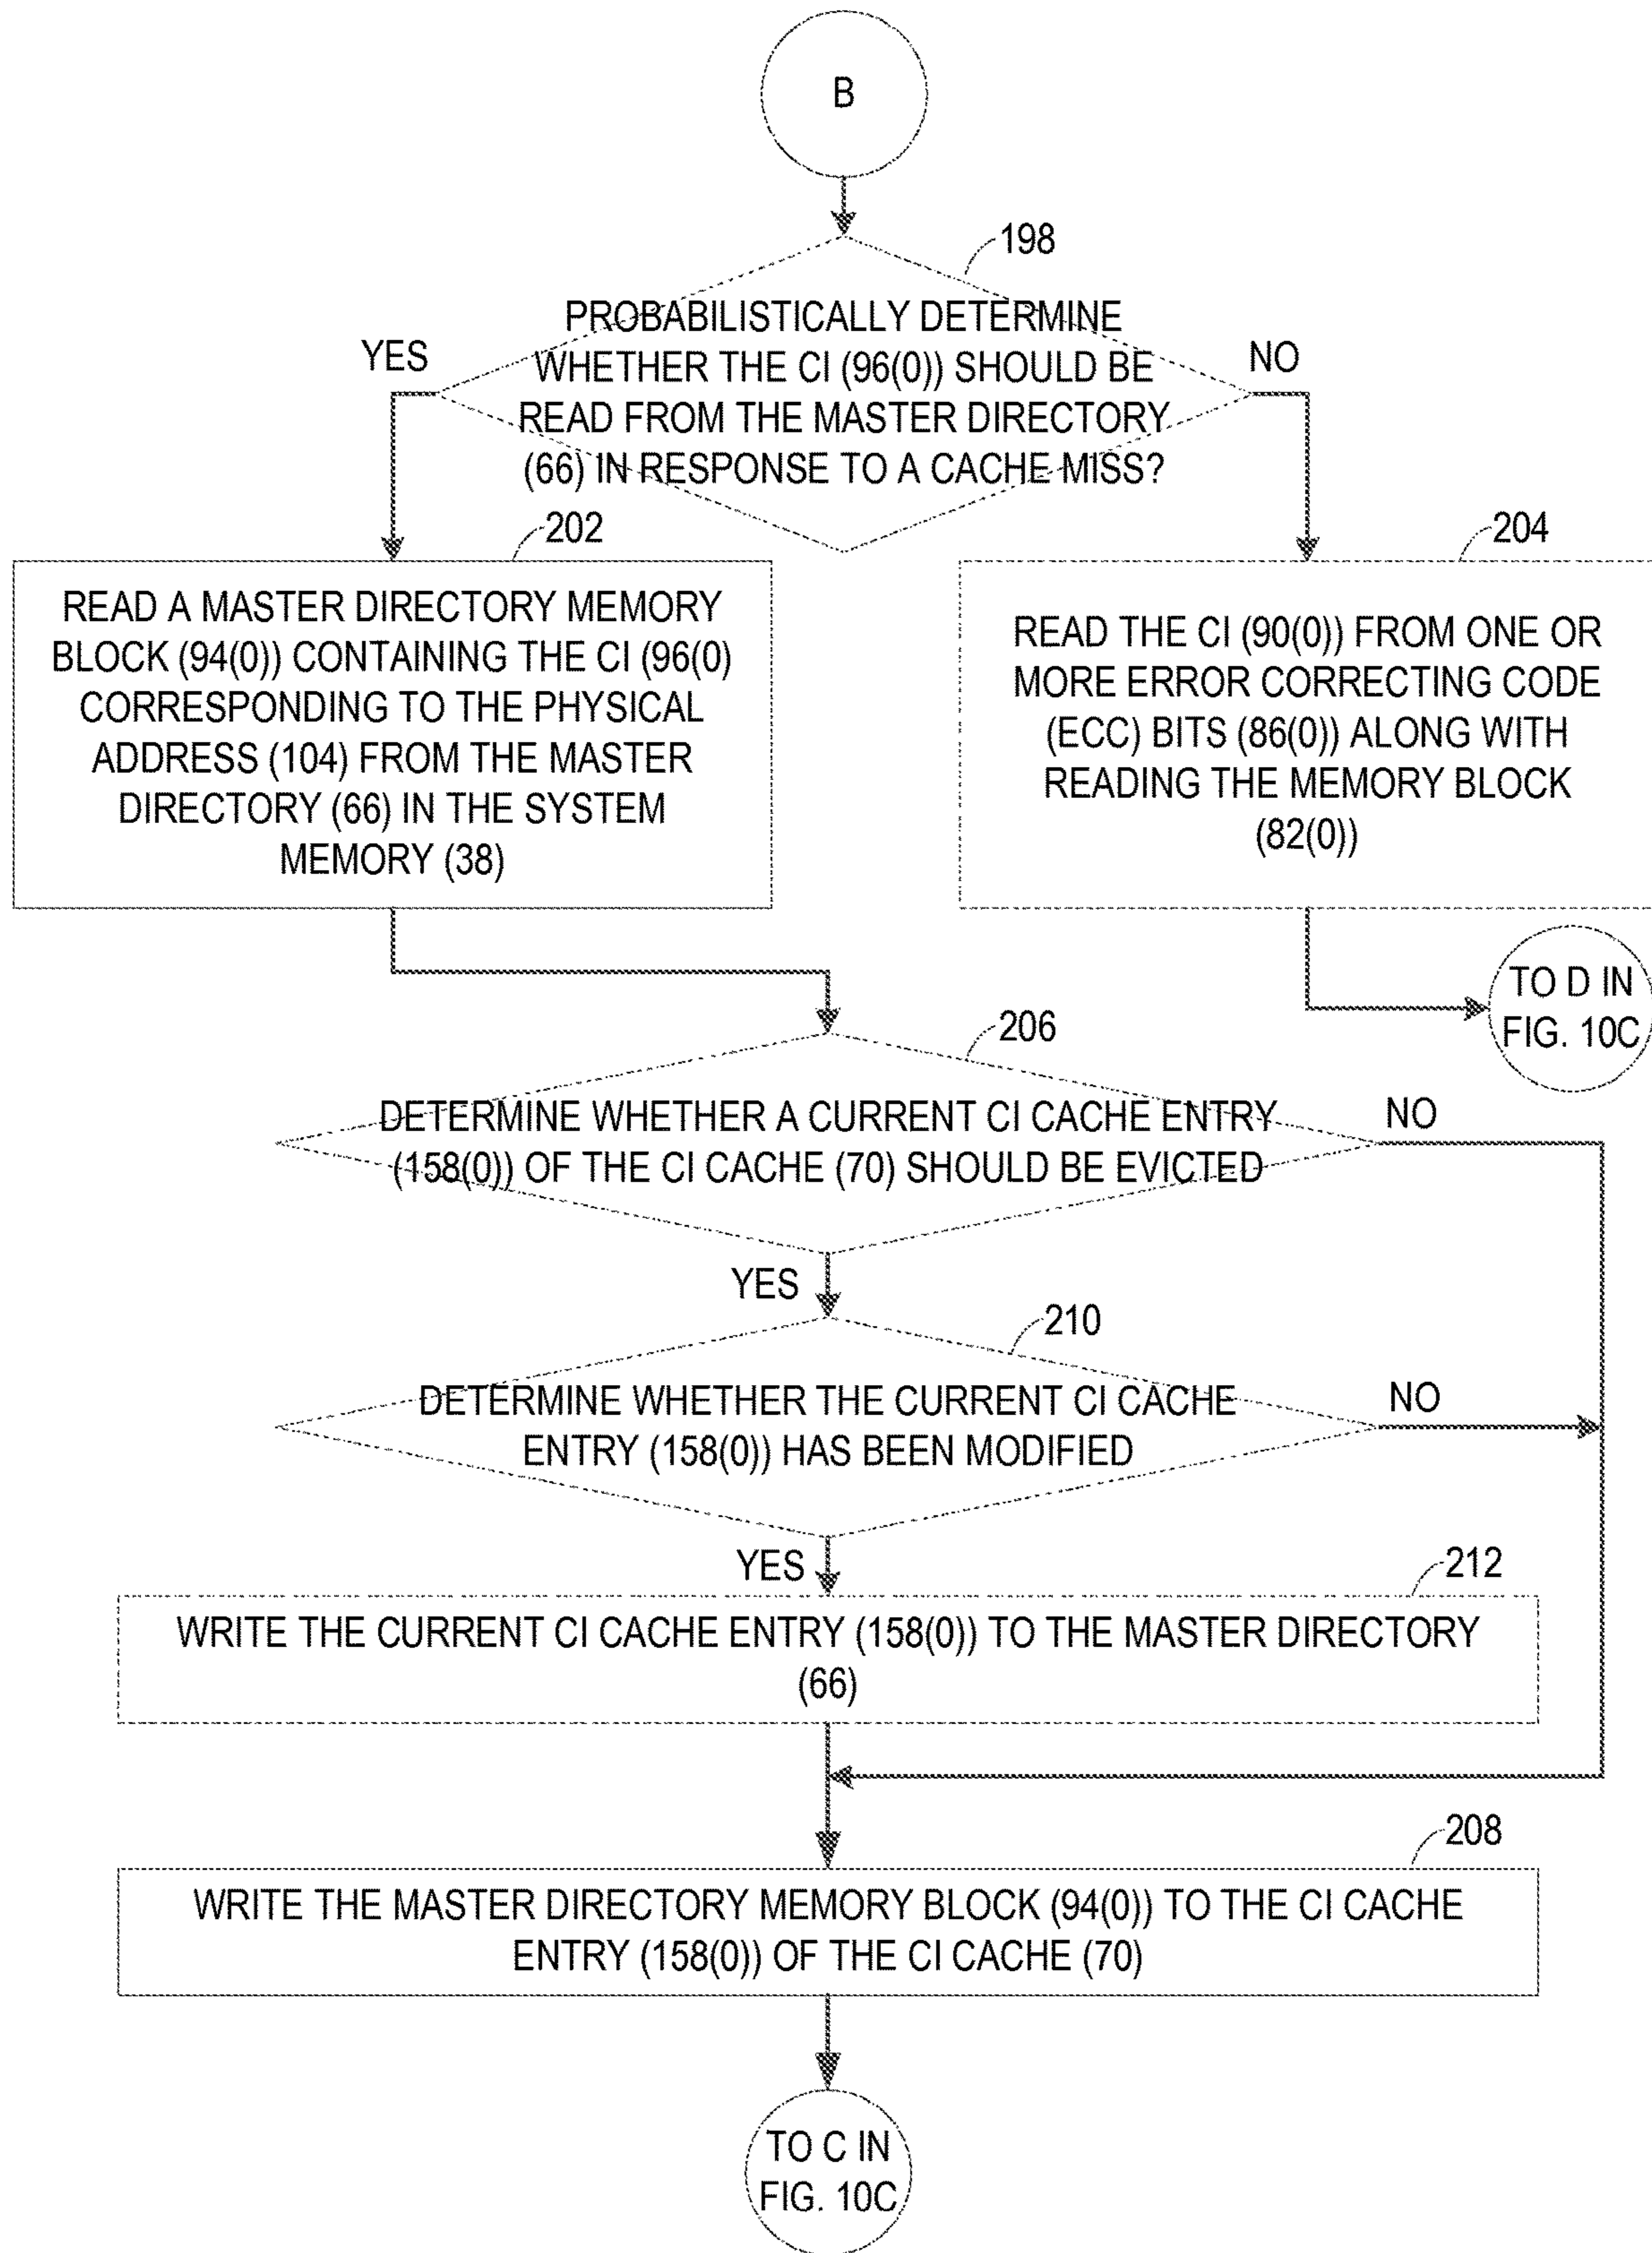 B
198
PROBABILISTICALLY DETERMINE
WHETHER THE CI (96(0)) SHOULD BE
READ FROM THE MASTER DIRECTORY
(66) IN RESPONSE TO A CACHE MISS?
YES
NO
202
READ A MASTER DIRECTORY MEMORY
BLOCK (94(0)) CONTAINING THE CI (96(0)
CORRESPONDING TO THE PHYSICAL
ADDRESS (104) FROM THE MASTER
DIRECTORY (66) IN THE SYSTEM
MEMORY (38)
204
READ THE CI (90(0)) FROM ONE OR
MORE ERROR CORRECTING CODE
(ECC) BITS (86(0)) ALONG WITH
READING THE MEMORY BLOCK
(82(0))
TO D IN
FIG. 10C
206
DETERMINE WHETHER A CURRENT CI CACHE ENTRY
(158(0)) OF THE CI CACHE (70) SHOULD BE EVICTED
NO
YES
210
DETERMINE WHETHER THE CURRENT CI CACHE
ENTRY (158(0)) HAS BEEN MODIFIED
NO
YES
212
WRITE THE CURRENT CI CACHE ENTRY (158(0)) TO THE MASTER DIRECTORY
(66)
208
WRITE THE MASTER DIRECTORY MEMORY BLOCK (94(0)) TO THE CI CACHE
ENTRY (158(0)) OF THE CI CACHE (70)
TO C IN
FIG. 10C